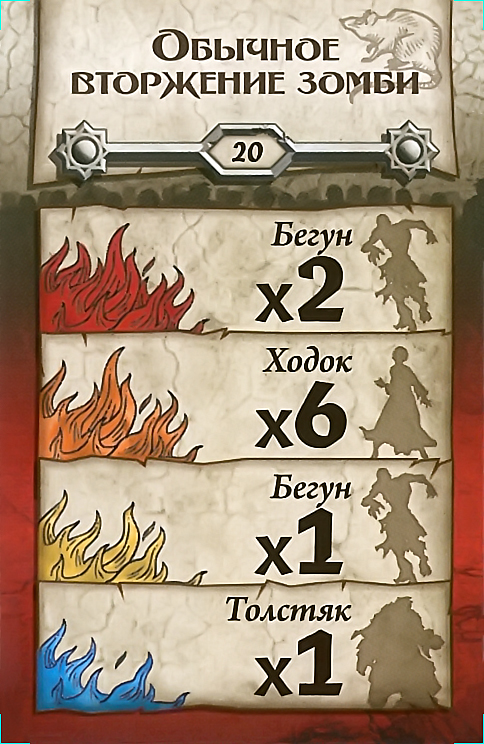 Обычное
вторжение зомби
20
Бегун
x2
Ходок
x6
Бегун
x1
Толстяк
x1